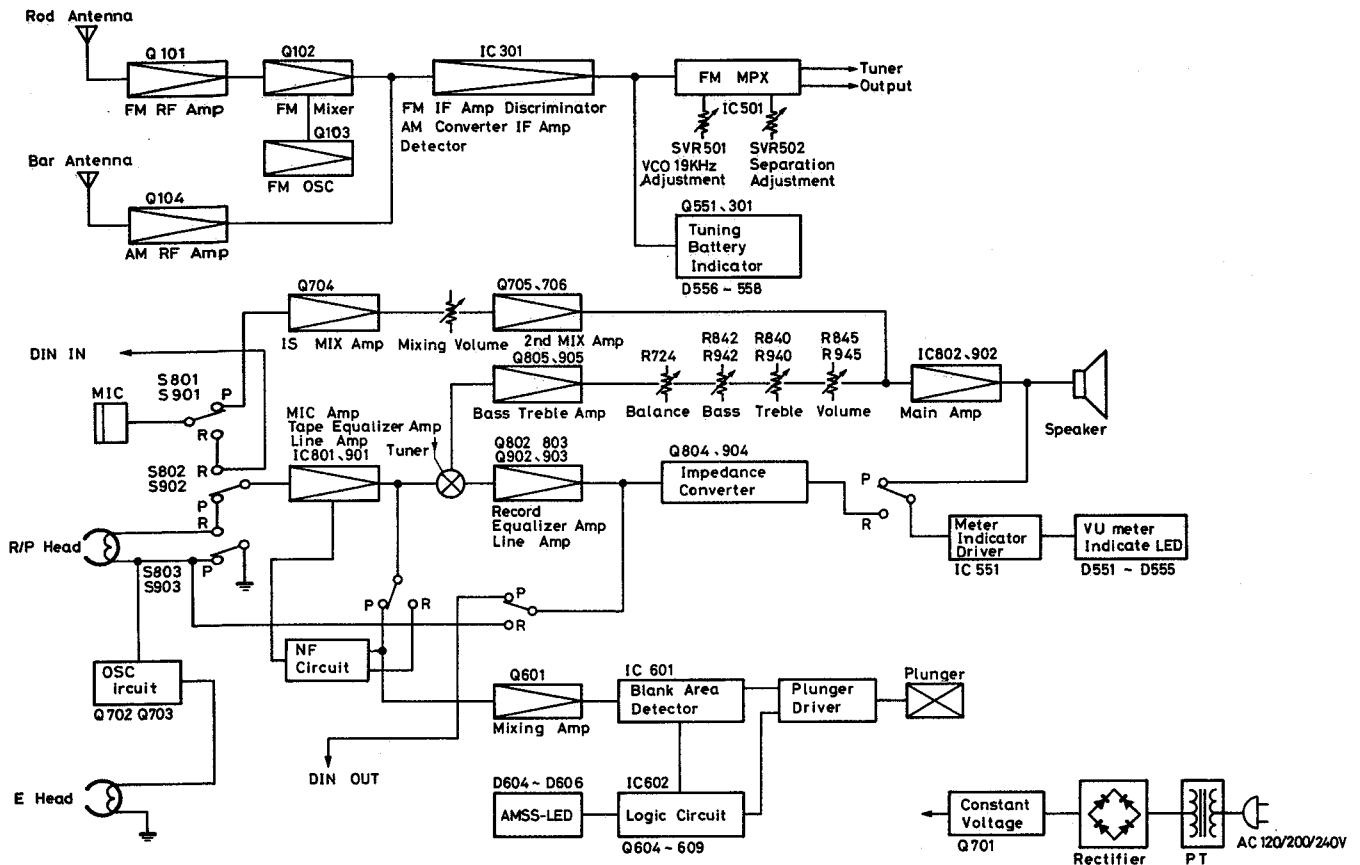 Rod Antenna
Q101
FM RF Amp
Q102
FM Mixer
Q103
FM OSC
IC301
FM IF Amp Discriminator
AM Converter IF Amp
Detector
FM MPX
IC501
Tuner
Output
SVR501
VCO 19KHz
Adjustment
SVR502
Separation
Adjustment
Bar Antenna
Q104
AM RF Amp
Q551、301
Tuning
Battery
Indicator
D556 ~ 558
Q704
IS MIX Amp
Mixing Volume
Q705、706
2nd MIX Amp
DIN IN
MIC
S801
S901
P
R
Q805、905
Bass Treble Amp
R724
Balance
R842
R942
Bass
R840
R940
Treble
R845
R945
Volume
IC802、902
Main Amp
Speaker
MIC Amp
Tape Equalizer Amp
Line Amp
IC801、901
Tuner
Q802 803
Q902、903
Record
Equalizer Amp
Line Amp
Q804、904
Impedance
Converter
P
R
Meter
Indicator
Driver
IC 551
VU meter
Indicate LED
D551 ~ D555
R
S802
S902
P
R
R/P Head
S803
S903
P
P
R
P
R
NF
Circuit
OSC
ircuit
Q702 Q703
Q601
Mixing Amp
IC 601
Blank Area
Detector
Plunger
Driver
Plunger
DIN OUT
E Head
D604 ~ D606
AMSS-LED
IC602
Logic Circuit
Q604 ~ 609
Constant
Voltage
Q701
Rectifier
PT
AC 120/200/240V